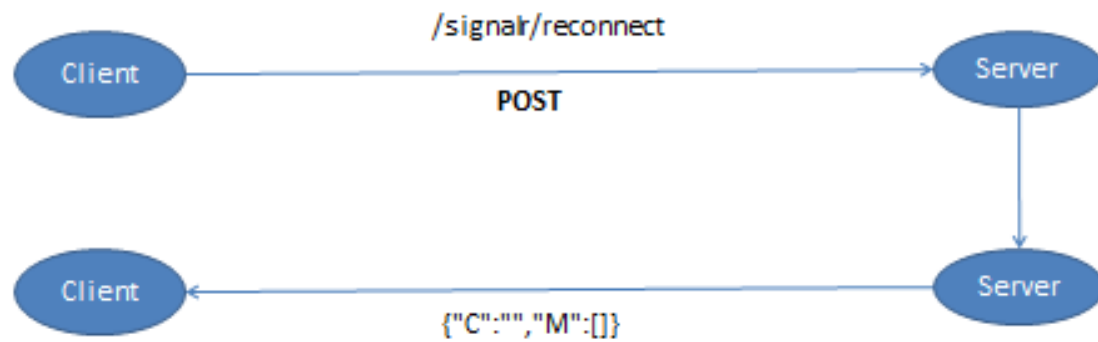 /signalr/reconnect
Client
Server
POST
Client
Server
{"C":"","M":[]}